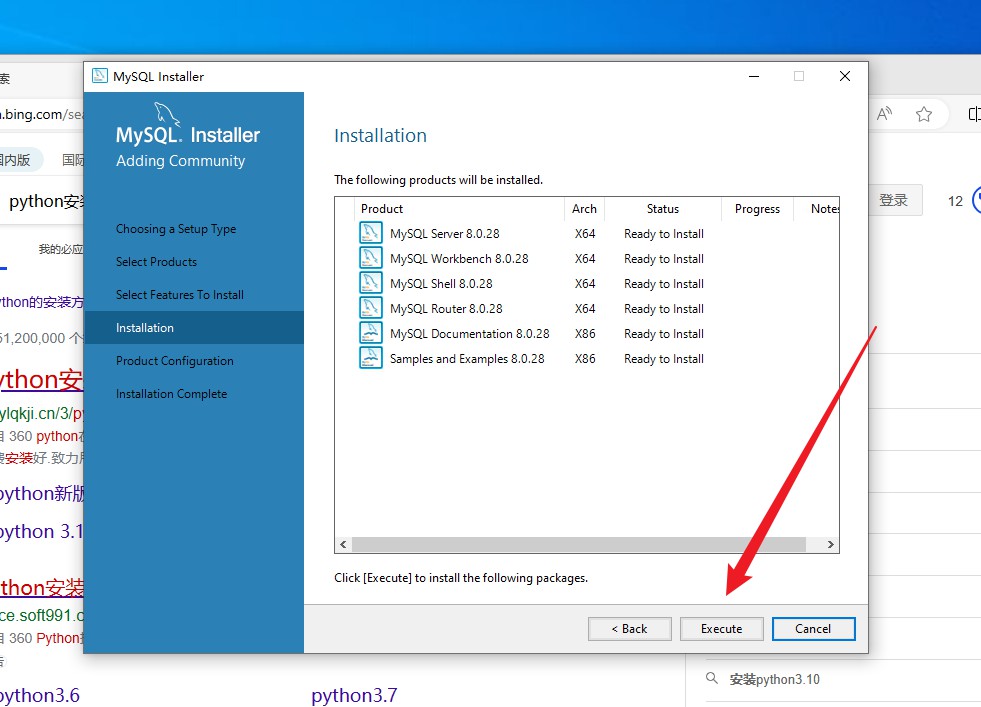 索
MySQL Installer
.bing.com/sea
国内版 国际
python安装
登录
12
我的必应
MySQL. Installer
Adding Community
Choosing a Setup Type
Select Products
Select Features To Install
Installation
Product Configuration
Installation Complete
Installation
The following products will be installed.
Product Arch Status Progress Notes
MySQL Server 8.0.28 X64 Ready to Install
MySQL Workbench 8.0.28 X64 Ready to Install
MySQL Shell 8.0.28 X64 Ready to Install
MySQL Router 8.0.28 X64 Ready to Install
MySQL Documentation 8.0.28 X86 Ready to Install
Samples and Examples 8.0.28 X86 Ready to Install
Click [Execute] to install the following packages.
< Back Execute Cancel
ython的安装方
51,200,000 个
ython安
ylqkji.cn/3/p
目 360 python
安装好.致力
python新版
python 3.1
thon安装
ce.soft991.c
目 360 Python
告
python3.6 python3.7
安装python3.10